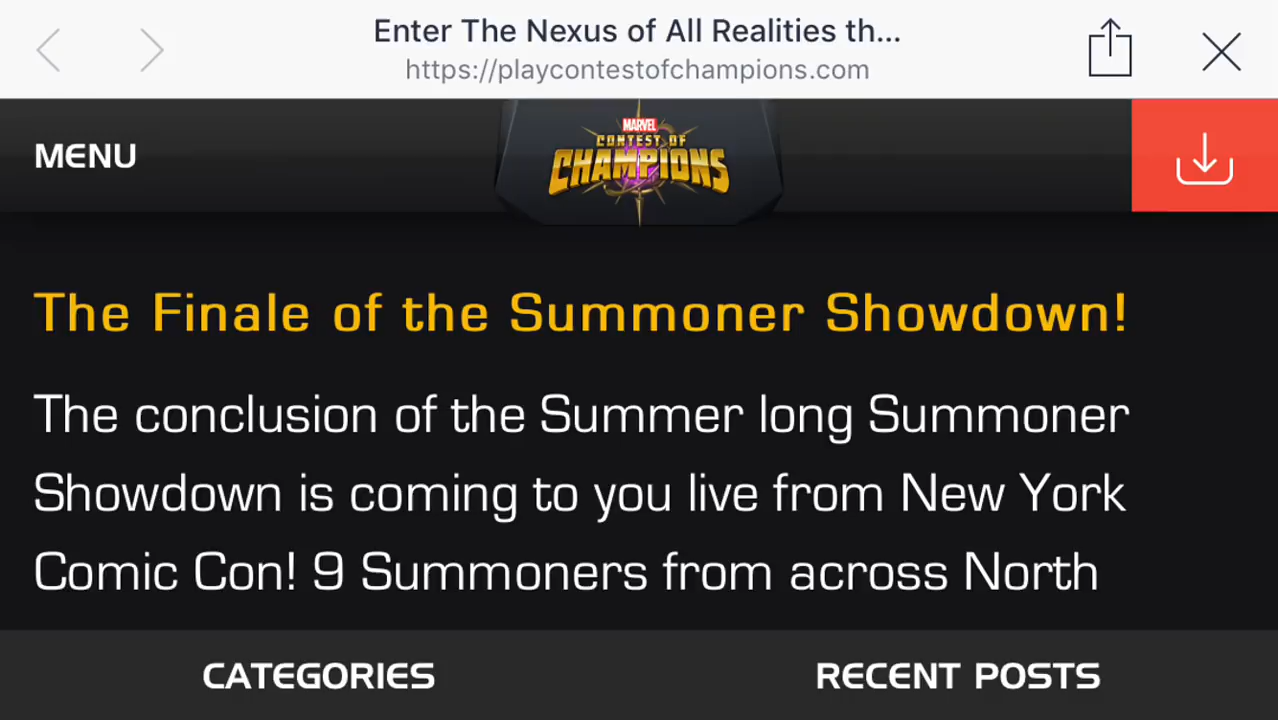 Enter The Nexus of All Realities th...
https://playcontestofchampions.com
MENU
MARVEL
CONTEST OF
CHAMPIONS
The Finale of the Summoner Showdown!
The conclusion of the Summer long Summoner
Showdown is coming to you live from New York
Comic Con! 9 Summoners from across North
CATEGORIES
RECENT POSTS